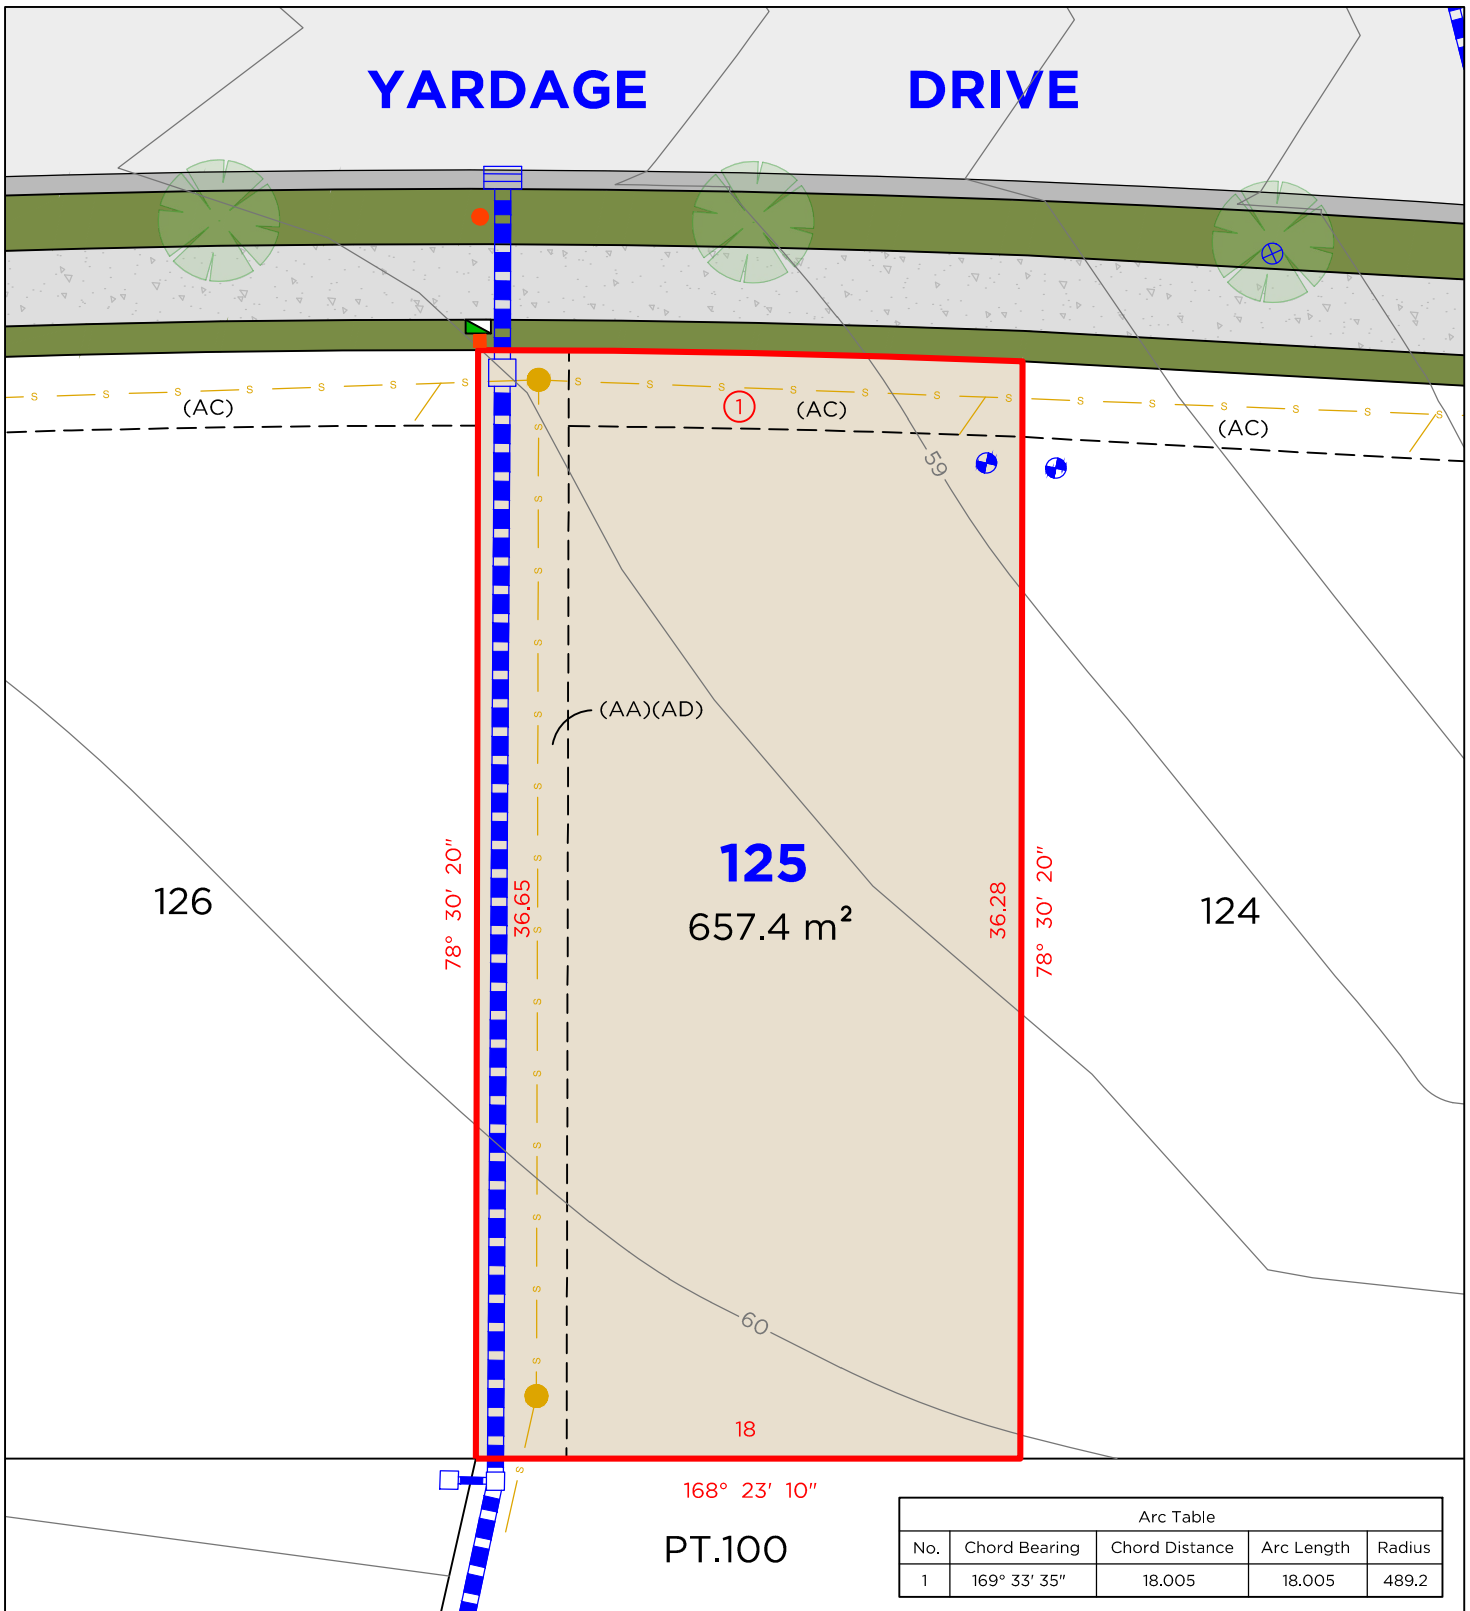 YARDAGE DRIVE
(AC)
1
(AC)
(AC)
59
(AA)(AD)
78° 30' 20"
36.65
125
657.4 m²
36.28
78° 30' 20"
126
124
60
18
168° 23' 10"
PT.100
Arc Table
No. Chord Bearing Chord Distance Arc Length Radius
1 169° 33' 35" 18.005 18.005 489.2